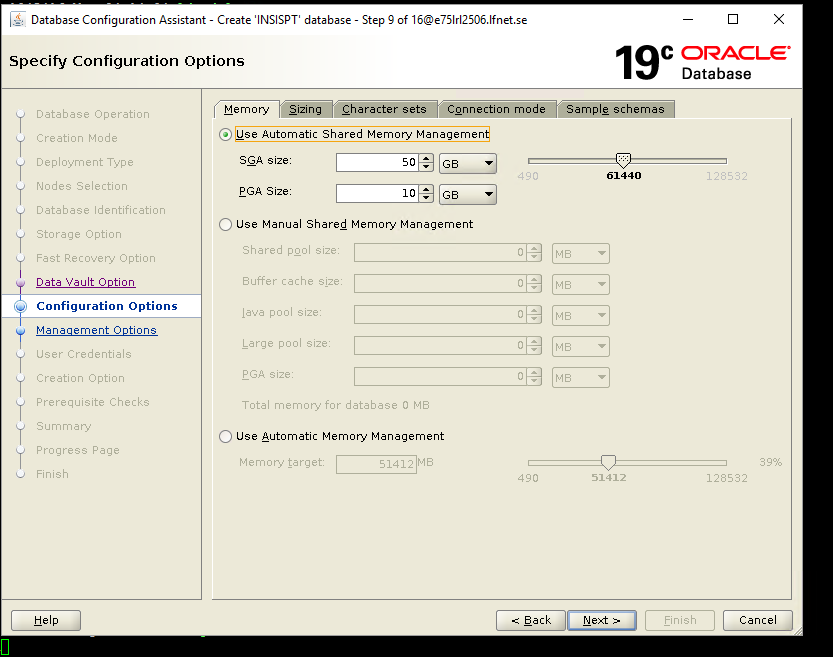 Database Configuration Assistant - Create 'INSISPT' database - Step 9 of 16@e75lrl2506.lfnet.se
Specify Configuration Options
19c ORACLE
Database
Database Operation
Creation Mode
Deployment Type
Nodes Selection
Database Identification
Storage Option
Fast Recovery Option
Data Vault Option
Configuration Options
Management Options
User Credentials
Creation Option
Prerequisite Checks
Summary
Progress Page
Finish
Memory Sizing Character sets Connection mode Sample schemas
Use Automatic Shared Memory Management
SGA size: 50 GB
490 61440 128532
PGA Size: 10 GB
Use Manual Shared Memory Management
Shared pool size: 0 MB
Buffer cache size: 0 MB
Java pool size: 0 MB
Large pool size: 0 MB
PGA size: 0 MB
Total memory for database 0 MB
Use Automatic Memory Management
Memory target: 51412 MB 39%
490 51412 128532
Help < Back Next > Finish Cancel